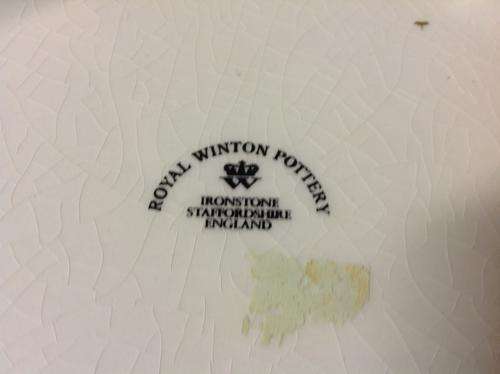 ROYAL WINTON POTTERY
W
IRONSTONE
STAFFORDSHIRE
ENGLAND